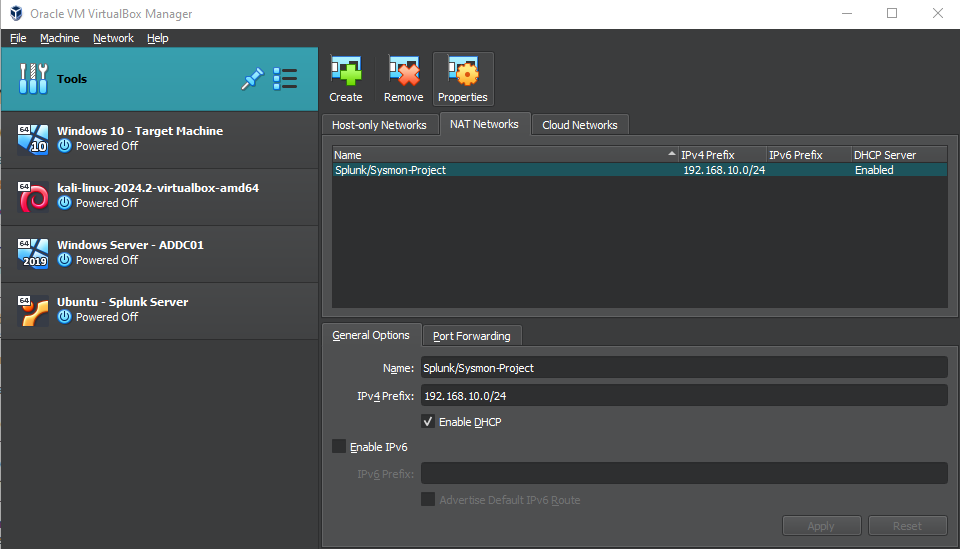 Oracle VM VirtualBox Manager
File Machine Network Help
Tools
64 10 Windows 10 - Target Machine
Powered Off
64 kali-linux-2024.2-virtualbox-amd64
Powered Off
64 2019 Windows Server - ADDC01
Powered Off
64 Ubuntu - Splunk Server
Powered Off
Create Remove Properties
Host-only Networks NAT Networks Cloud Networks
Name IPv4 Prefix IPv6 Prefix DHCP Server
Splunk/Sysmon-Project 192.168.10.0/24 Enabled
General Options Port Forwarding
Name: Splunk/Sysmon-Project
IPv4 Prefix: 192.168.10.0/24
Enable DHCP
Enable IPv6
IPv6 Prefix:
Advertise Default IPv6 Route
Apply Reset